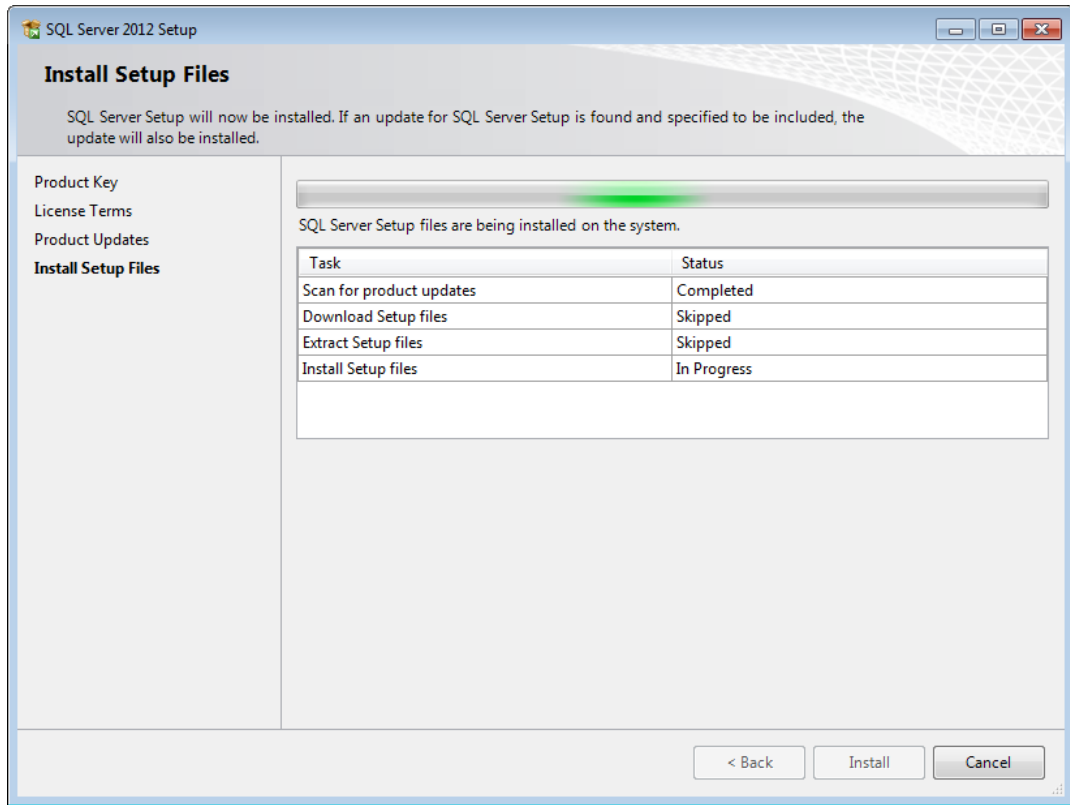 SQL Server 2012 Setup
Install Setup Files
SQL Server Setup will now be installed. If an update for SQL Server Setup is found and specified to be included, the
update will also be installed.
Product Key
License Terms
Product Updates
Install Setup Files
SQL Server Setup files are being installed on the system.
Task Status
Scan for product updates Completed
Download Setup files Skipped
Extract Setup files Skipped
Install Setup files In Progress
< Back Install Cancel